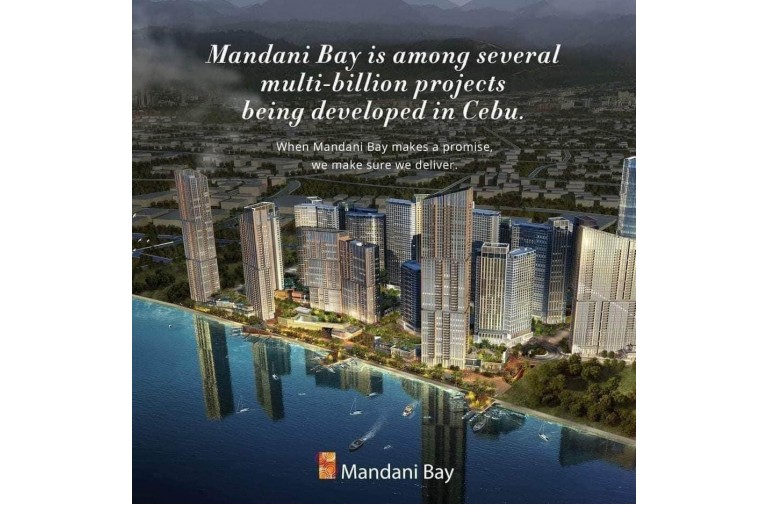 Mandani Bay is among several
multi-billion projects
being developed in Cebu.
When Mandani Bay makes a promise,
we make sure we deliver.
Mandani Bay